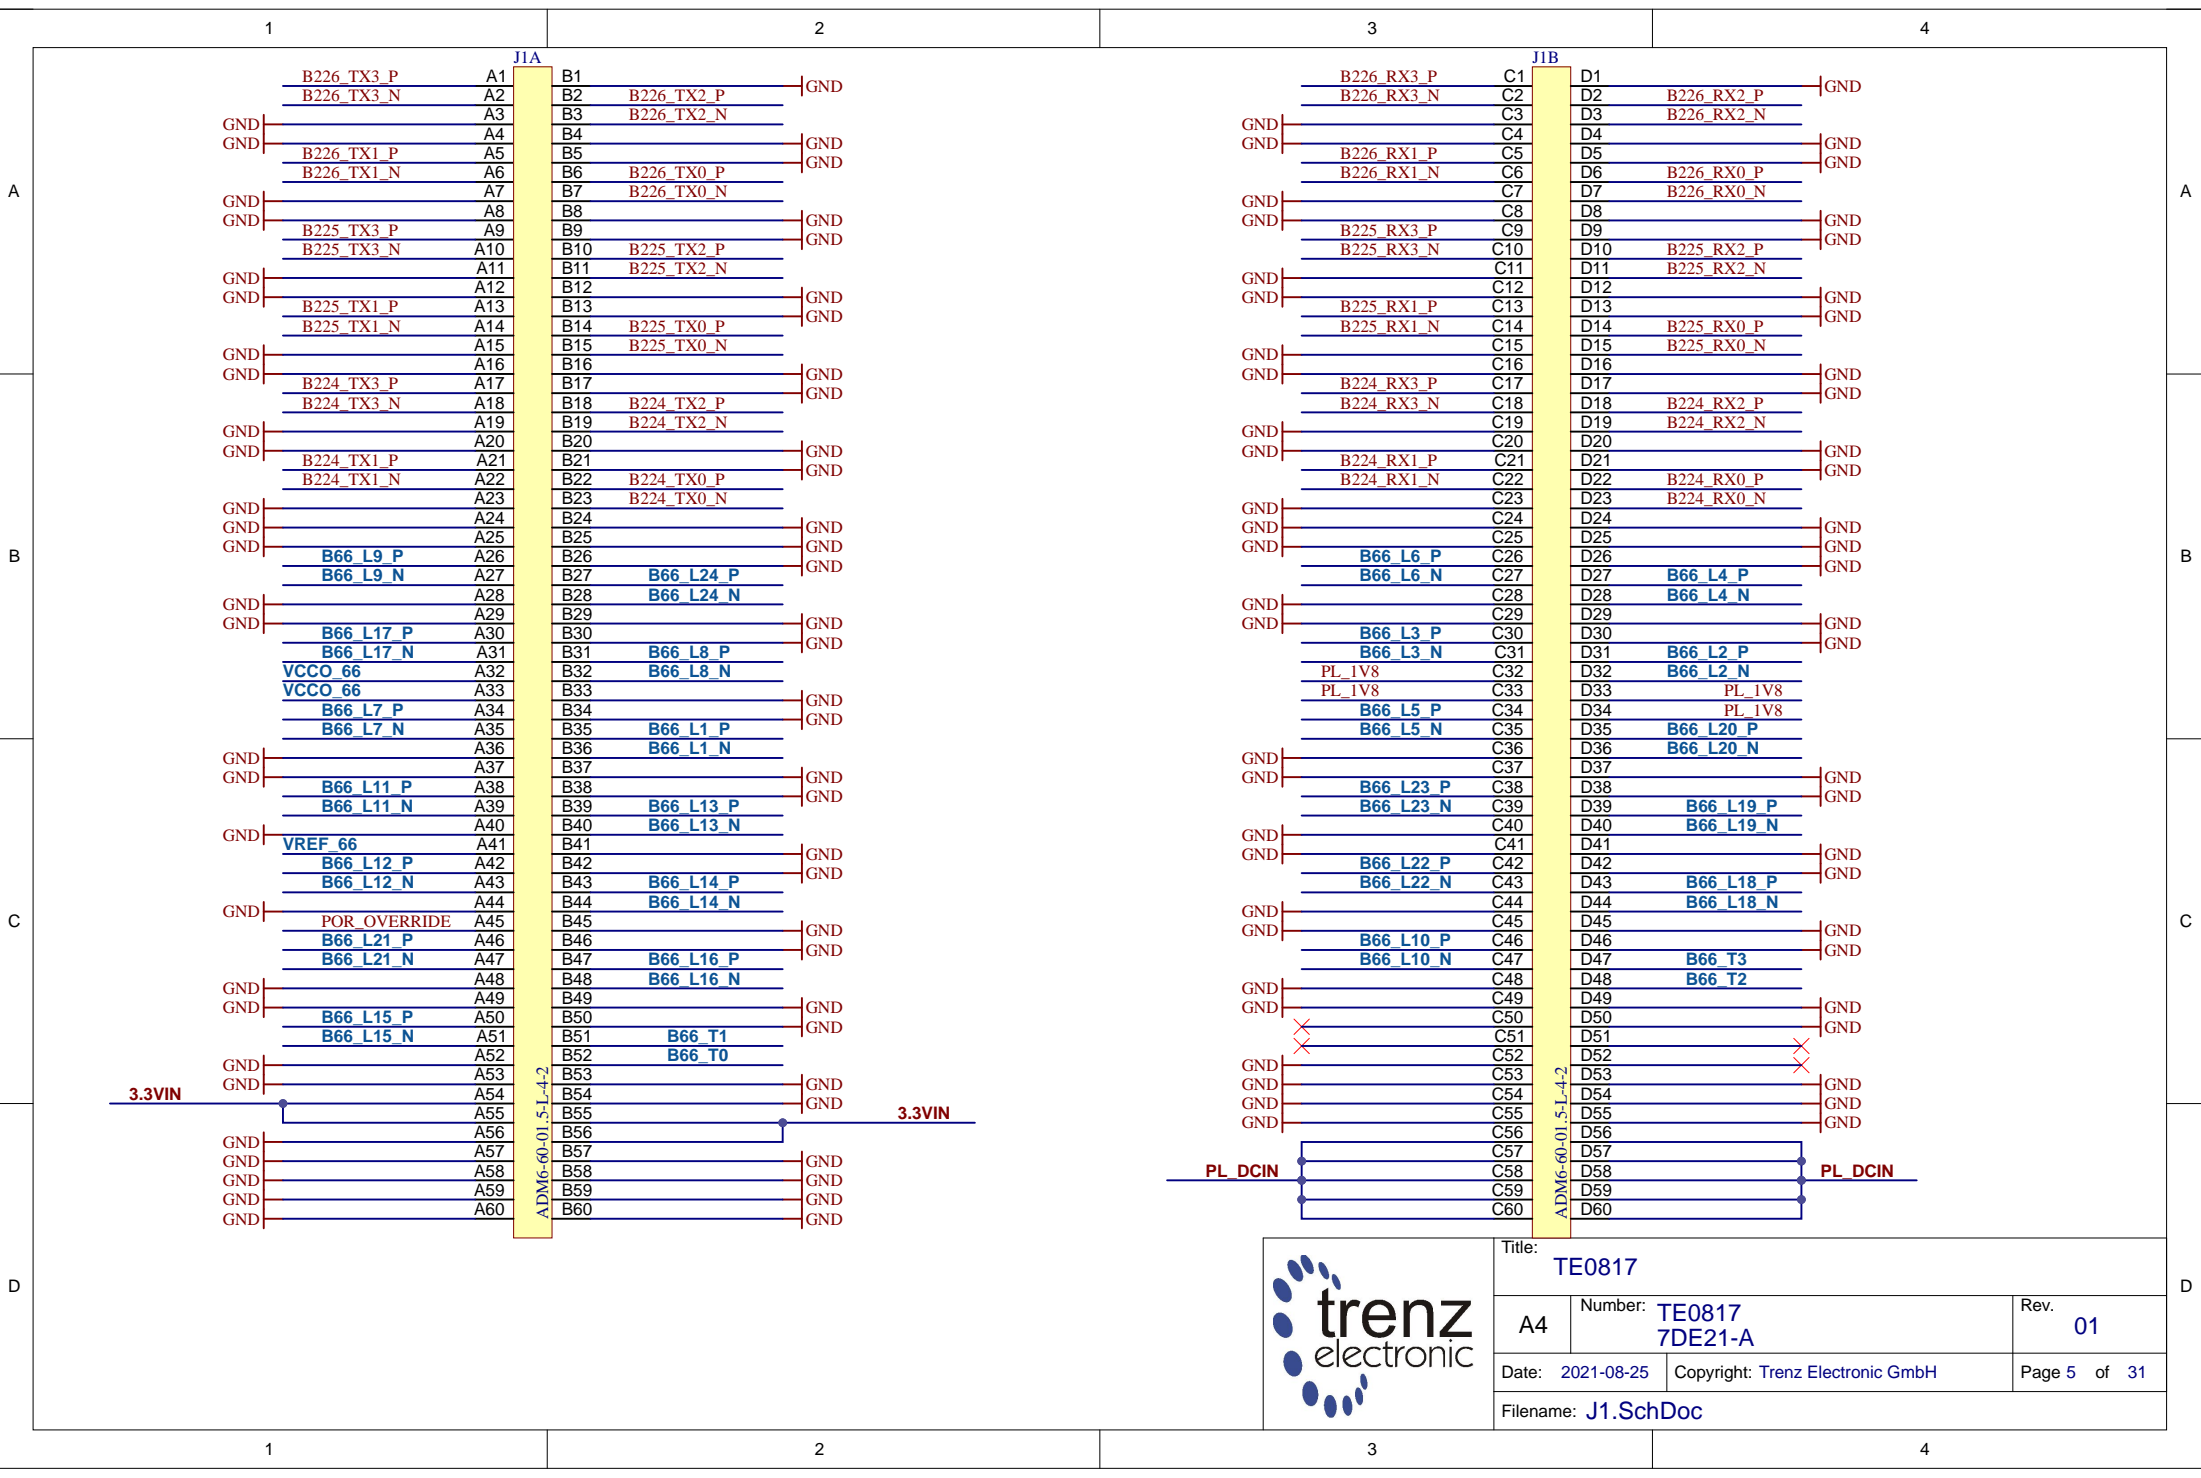 1 2 3 4
J1A
B226_TX3_P A1 B1 GND
B226_TX3_N A2 B2 B226_TX2_P
GND A3 B3 B226_TX2_N
GND A4 B4 GND
B226_TX1_P A5 B5 GND
B226_TX1_N A6 B6 B226_TX0_P
GND A7 B7 B226_TX0_N
GND A8 B8 GND
B225_TX3_P A9 B9 GND
B225_TX3_N A10 B10 B225_TX2_P
GND A11 B11 B225_TX2_N
GND A12 B12 GND
B225_TX1_P A13 B13 GND
B225_TX1_N A14 B14 B225_TX0_P
GND A15 B15 B225_TX0_N
GND A16 B16 GND
B224_TX3_P A17 B17 GND
B224_TX3_N A18 B18 B224_TX2_P
GND A19 B19 B224_TX2_N
GND A20 B20 GND
B224_TX1_P A21 B21 GND
B224_TX1_N A22 B22 B224_TX0_P
GND A23 B23 B224_TX0_N
GND A24 B24 GND
GND A25 B25 GND
B66_L9_P A26 B26 GND
B66_L9_N A27 B27 B66_L24_P
GND A28 B28 B66_L24_N
GND A29 B29 GND
B66_L17_P A30 B30 GND
B66_L17_N A31 B31 B66_L8_P
VCCO_66 A32 B32 B66_L8_N
VCCO_66 A33 B33 GND
B66_L7_P A34 B34 GND
B66_L7_N A35 B35 B66_L1_P
GND A36 B36 B66_L1_N
GND A37 B37 GND
B66_L11_P A38 B38 GND
B66_L11_N A39 B39 B66_L13_P
GND A40 B40 B66_L13_N
VREF_66 A41 B41 GND
B66_L12_P A42 B42 GND
B66_L12_N A43 B43 B66_L14_P
GND A44 B44 B66_L14_N
POR_OVERRIDE A45 B45 GND
B66_L21_P A46 B46 GND
B66_L21_N A47 B47 B66_L16_P
GND A48 B48 B66_L16_N
GND A49 B49 GND
B66_L15_P A50 B50 GND
B66_L15_N A51 B51 B66_T1
GND A52 B52 B66_T0
GND A53 B53 GND
3.3VIN A54 B54 GND
A55 B55 3.3VIN
GND A56 B56
GND A57 B57 GND
GND A58 B58 GND
GND A59 B59 GND
GND A60 B60 GND
ADM6-60-01.5-L-4-2
J1B
B226_RX3_P C1 D1 GND
B226_RX3_N C2 D2 B226_RX2_P
GND C3 D3 B226_RX2_N
GND C4 D4 GND
B226_RX1_P C5 D5 GND
B226_RX1_N C6 D6 B226_RX0_P
GND C7 D7 B226_RX0_N
GND C8 D8 GND
B225_RX3_P C9 D9 GND
B225_RX3_N C10 D10 B225_RX2_P
GND C11 D11 B225_RX2_N
GND C12 D12 GND
B225_RX1_P C13 D13 GND
B225_RX1_N C14 D14 B225_RX0_P
GND C15 D15 B225_RX0_N
GND C16 D16 GND
B224_RX3_P C17 D17 GND
B224_RX3_N C18 D18 B224_RX2_P
GND C19 D19 B224_RX2_N
GND C20 D20 GND
B224_RX1_P C21 D21 GND
B224_RX1_N C22 D22 B224_RX0_P
GND C23 D23 B224_RX0_N
GND C24 D24 GND
GND C25 D25 GND
B66_L6_P C26 D26 GND
B66_L6_N C27 D27 B66_L4_P
GND C28 D28 B66_L4_N
GND C29 D29 GND
B66_L3_P C30 D30 GND
B66_L3_N C31 D31 B66_L2_P
PL_1V8 C32 D32 B66_L2_N
PL_1V8 C33 D33 PL_1V8
B66_L5_P C34 D34 PL_1V8
B66_L5_N C35 D35 B66_L20_P
GND C36 D36 B66_L20_N
GND C37 D37 GND
B66_L23_P C38 D38 GND
B66_L23_N C39 D39 B66_L19_P
GND C40 D40 B66_L19_N
GND C41 D41 GND
B66_L22_P C42 D42 GND
B66_L22_N C43 D43 B66_L18_P
GND C44 D44 B66_L18_N
GND C45 D45 GND
B66_L10_P C46 D46 GND
B66_L10_N C47 D47 B66_T3
GND C48 D48 B66_T2
GND C49 D49 GND
C50 D50 GND
C51 D51
GND C52 D52
GND C53 D53 GND
GND C54 D54 GND
GND C55 D55 GND
C56 D56
C57 D57
PL_DCIN C58 D58 PL_DCIN
C59 D59
C60 D60
ADM6-60-01.5-L-4-2
A A
B B
C C
D D
trenz
electronic
Title:
TE0817
A4
Number: TE0817
7DE21-A
Rev.
01
Date: 2021-08-25
Copyright: Trenz Electronic GmbH
Page 5 of 31
Filename: J1.SchDoc
1 2 3 4